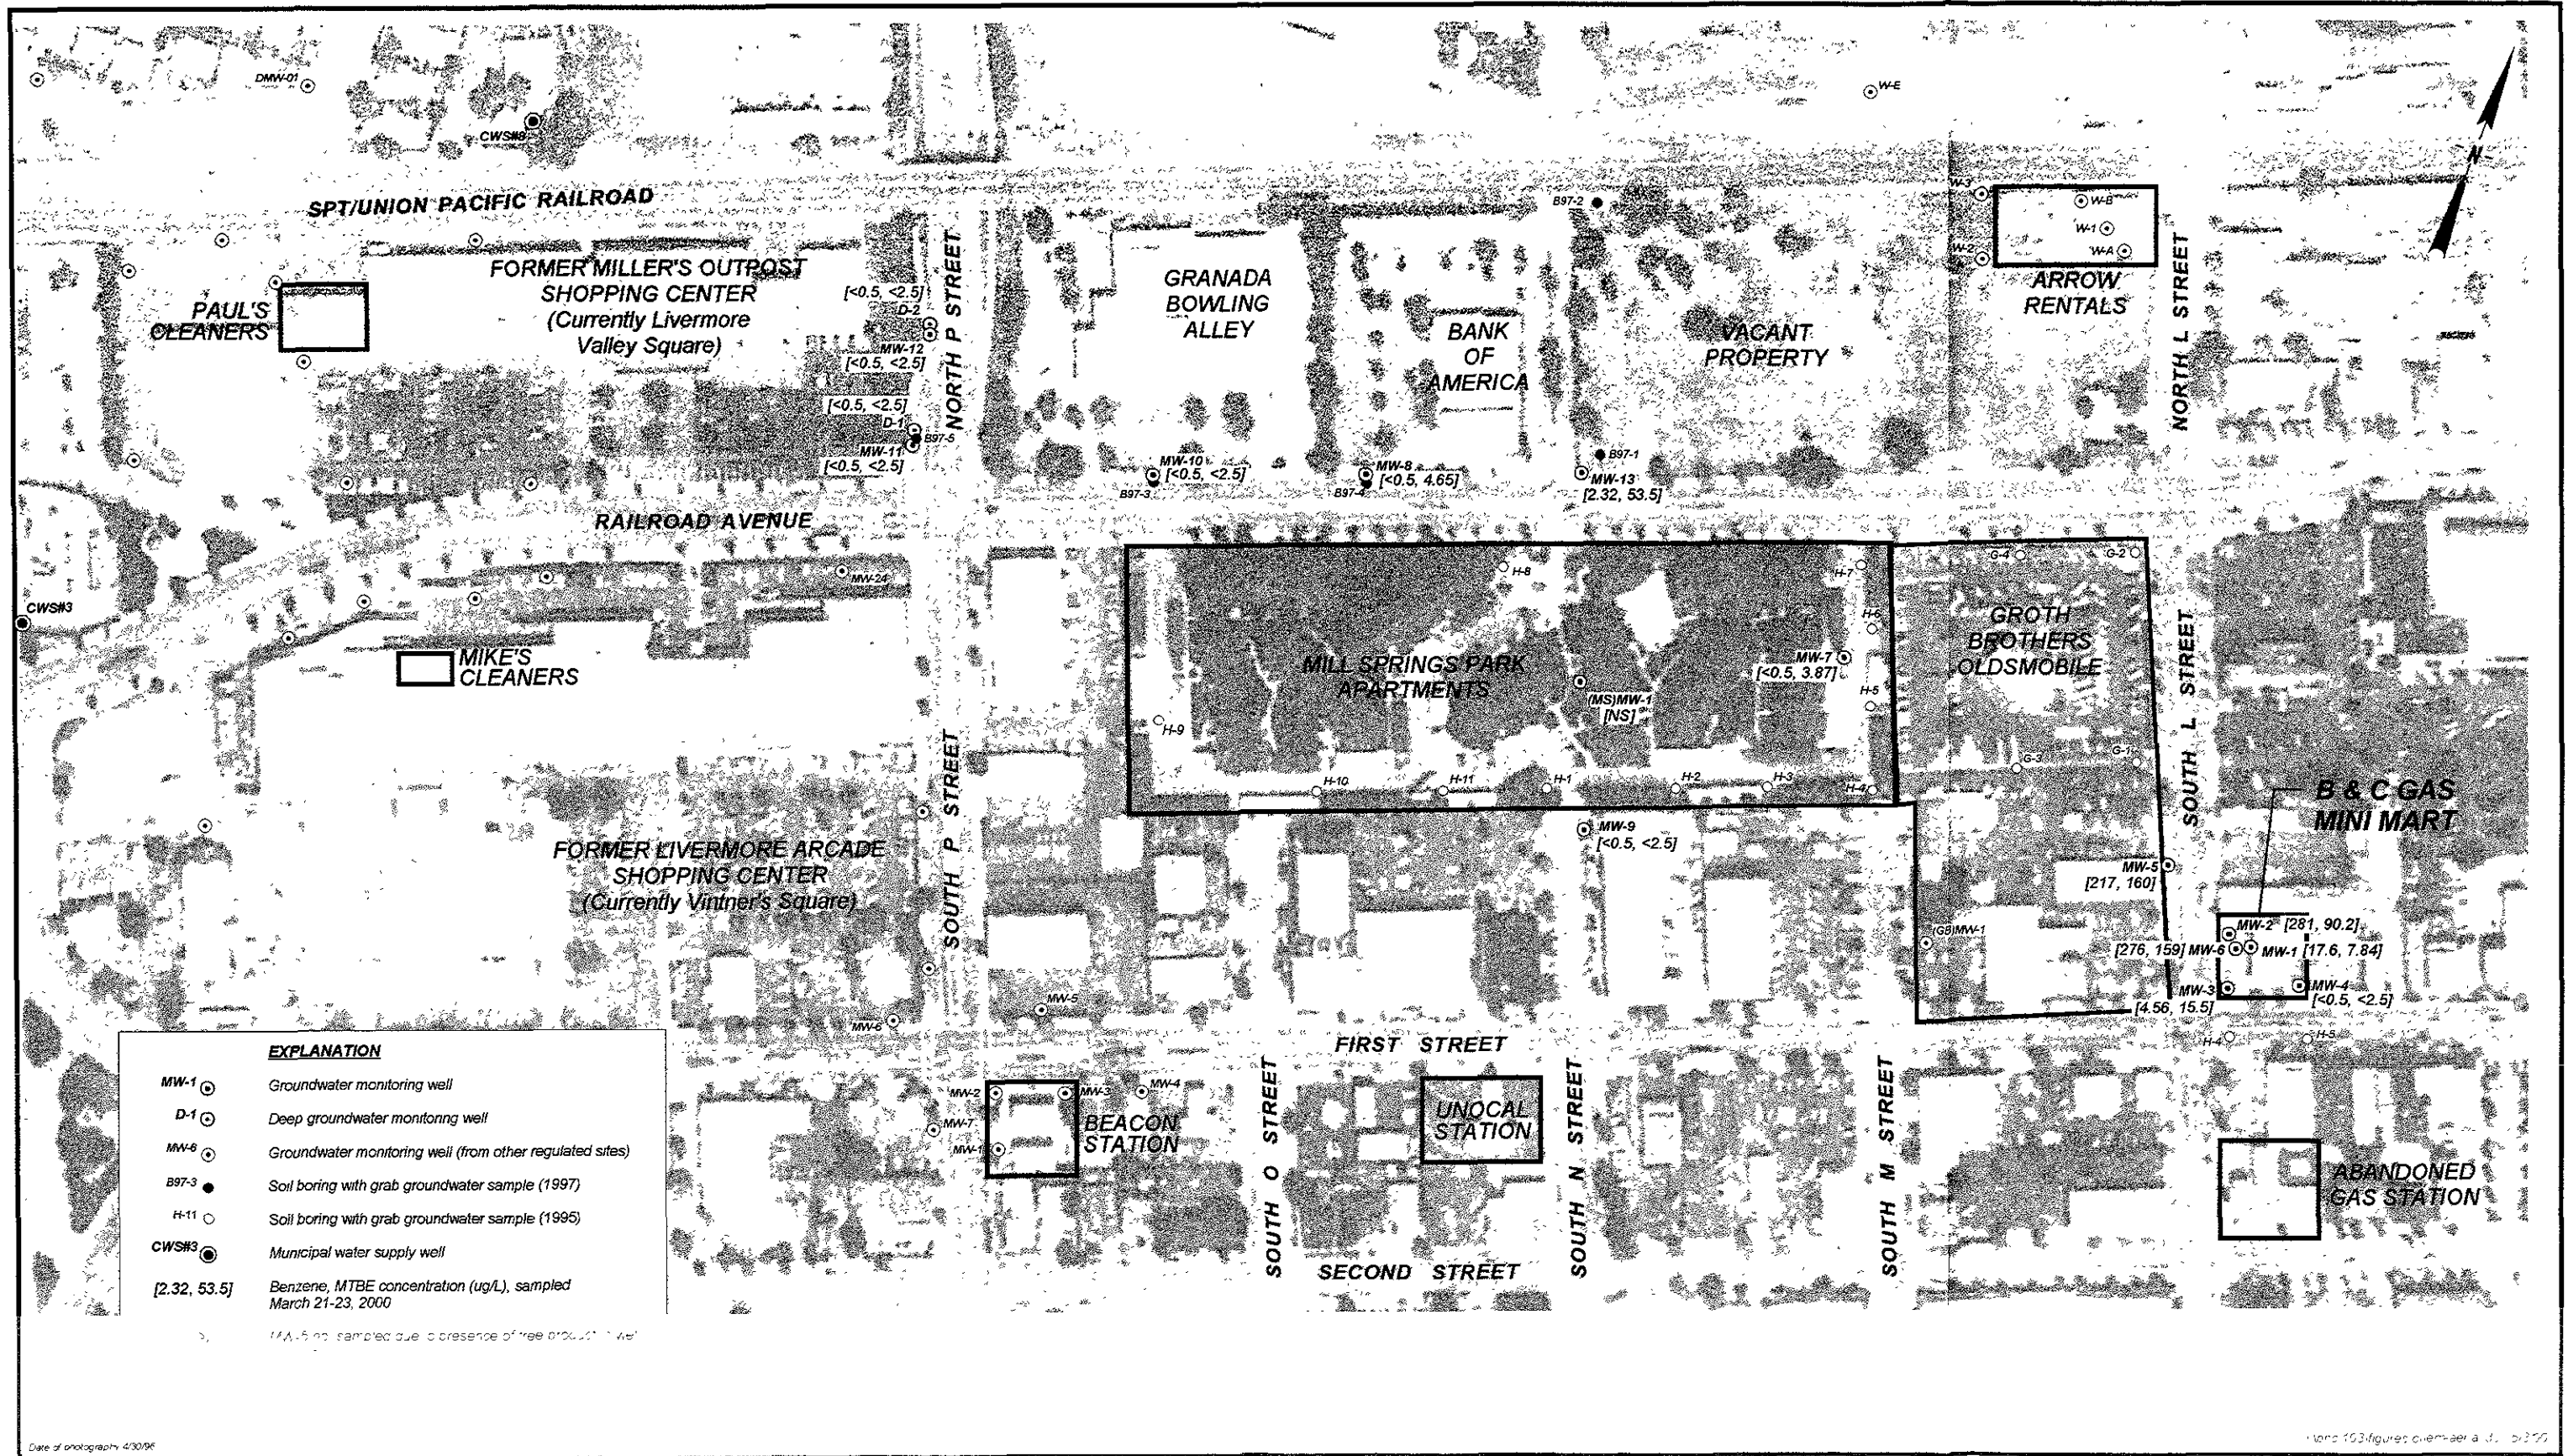 DMW-01
CWS#8
W-E
SPT/UNION PACIFIC RAILROAD
B97-2
W-3
W-B
W-1
W-2
W-A
N
PAUL'S
CLEANERS
FORMER MILLER'S OUTPOST
SHOPPING CENTER
(Currently Livermore
Valley Square)
[<0.5, <2.5]
D-2
MW-12
[<0.5, <2.5]
[<0.5, <2.5]
D-1
B97-5
MW-11
[<0.5, <2.5]
NORTH P STREET
GRANADA
BOWLING
ALLEY
BANK
OF
AMERICA
VACANT
PROPERTY
ARROW
RENTALS
NORTH L STREET
MW-10
[<0.5, <2.5]
B97-3
MW-8
[<0.5, 4.65]
B97-4
B97-1
MW-13
[2.32, 53.5]
RAILROAD AVENUE
CWS#3
MW-24
MIKE'S
CLEANERS
H-8
H-7
H-6
MW-7
[<0.5, 3.87]
H-5
MILL SPRINGS PARK
APARTMENTS
(MS)MW-1
[NS]
H-9
H-10
H-11
H-1
H-2
H-3
H-4
G-4
G-2
GROTH
BROTHERS
OLDSMOBILE
G-3
G-1
SOUTH L STREET
B & C GAS
MINI MART
SOUTH P STREET
FORMER LIVERMORE ARCADE
SHOPPING CENTER
(Currently Vintner's Square)
MW-9
[<0.5, <2.5]
MW-5
[217, 160]
(GB)MW-1
MW-2 [281, 90.2]
[276, 159] MW-6
MW-1 [17.6, 7.84]
MW-3
[4.56, 15.5]
MW-4
[<0.5, <2.5]
H-4
H-5
MW-5
MW-6
FIRST STREET
MW-2
MW-3
MW-4
MW-7
MW-1
BEACON
STATION
SOUTH O STREET
UNOCAL
STATION
SOUTH N STREET
SOUTH M STREET
ABANDONED
GAS STATION
SECOND STREET
EXPLANATION
MW-1 Groundwater monitoring well
D-1 Deep groundwater monitoring well
MW-6 Groundwater monitoring well (from other regulated sites)
B97-3 Soil boring with grab groundwater sample (1997)
H-11 Soil boring with grab groundwater sample (1995)
CWS#3 Municipal water supply well
[2.32, 53.5] Benzene, MTBE concentration (ug/L), sampled
March 21-23, 2000
sampled due presence of free product
Date of photography 4/30/96